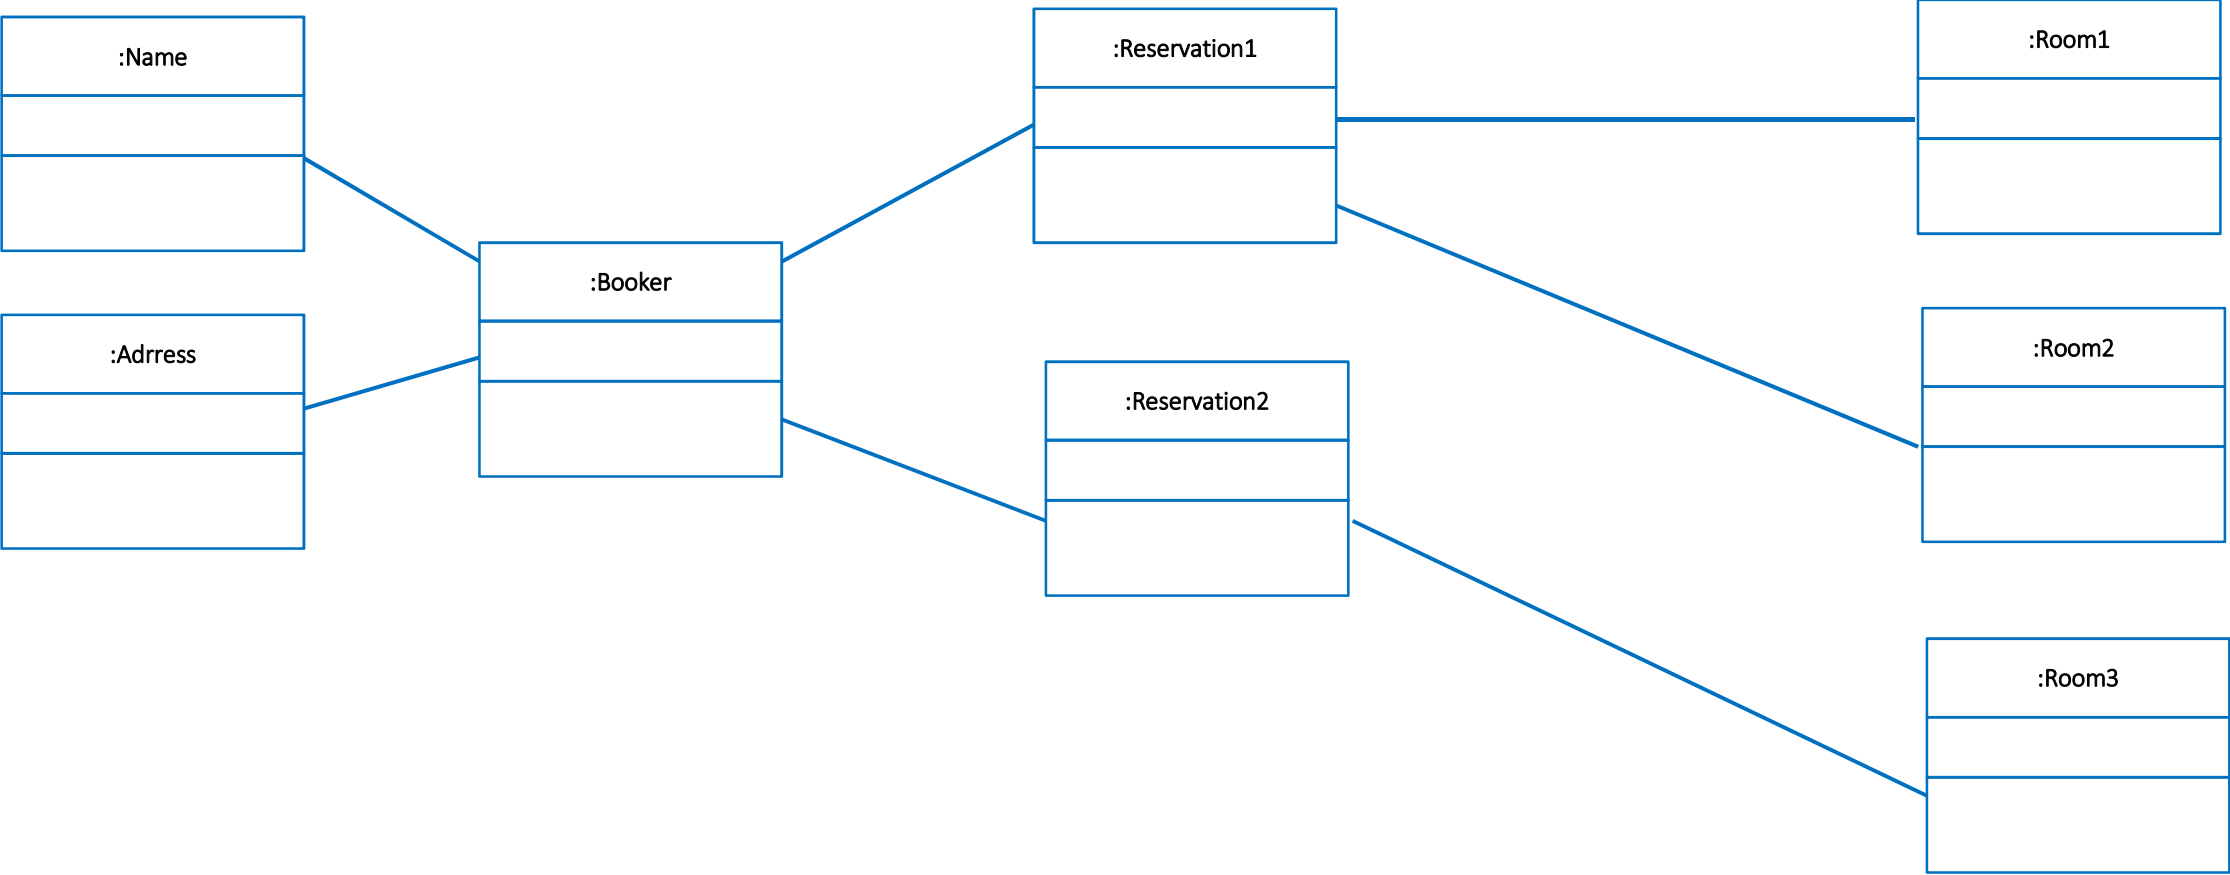 :Name
:Adrress
:Booker
:Reservation1
:Reservation2
:Room1
:Room2
:Room3